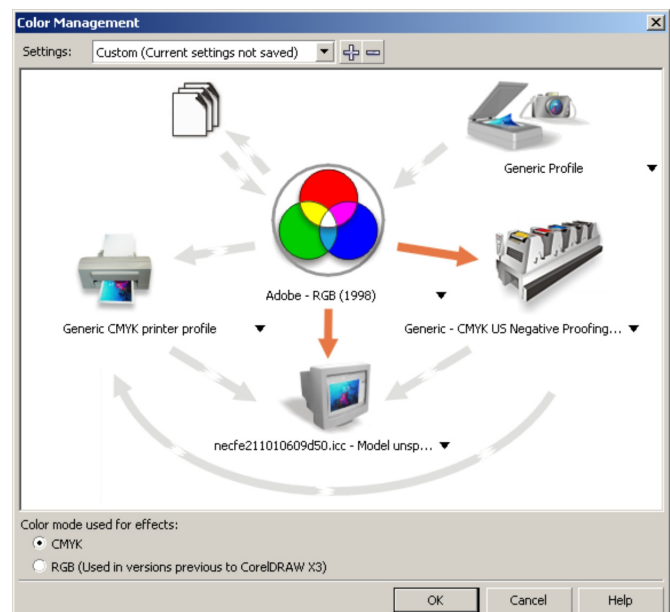 Color Management
Settings: Custom (Current settings not saved)
Generic Profile
Adobe - RGB (1998)
Generic CMYK printer profile
Generic - CMYK US Negative Proofing...
necfe211010609d50.icc - Model unsp...
Color mode used for effects:
CMYK
RGB (Used in versions previous to CorelDRAW X3)
OK Cancel Help